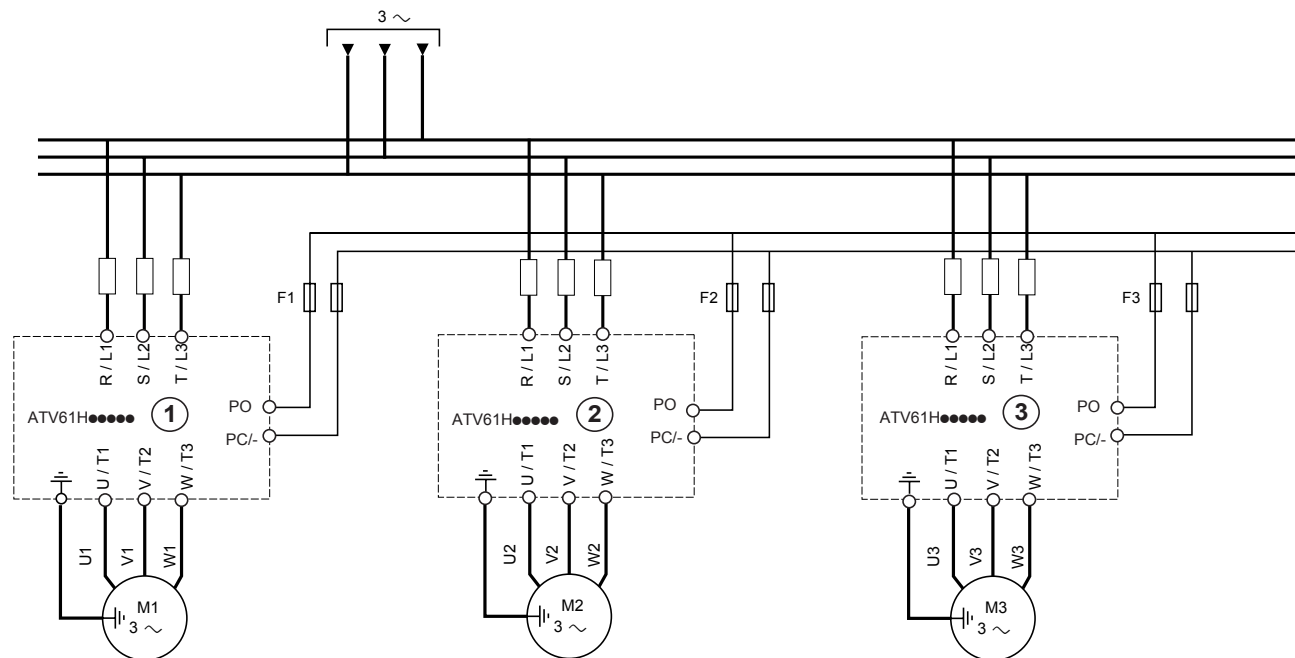 3 ~
F1
F2
F3
R / L1
S / L2
T / L3
ATV61H●●●●●
1
PO
PC/-
U / T1
V / T2
W / T3
U1
V1
W1
M1
3 ~
R / L1
S / L2
T / L3
ATV61H●●●●●
2
PO
PC/-
U / T1
V / T2
W / T3
U2
V2
W2
M2
3 ~
R / L1
S / L2
T / L3
ATV61H●●●●●
3
PO
PC/-
U / T1
V / T2
W / T3
U3
V3
W3
M3
3 ~